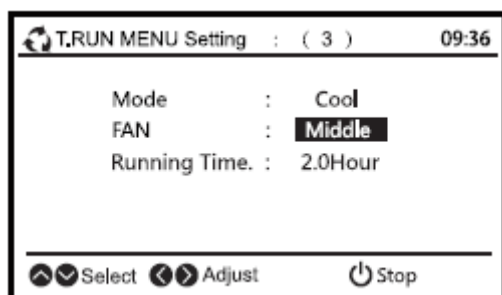 T.RUN MENU Setting : ( 3 ) 09:36
Mode : Cool
FAN : Middle
Running Time. : 2.0Hour
Select Adjust Stop